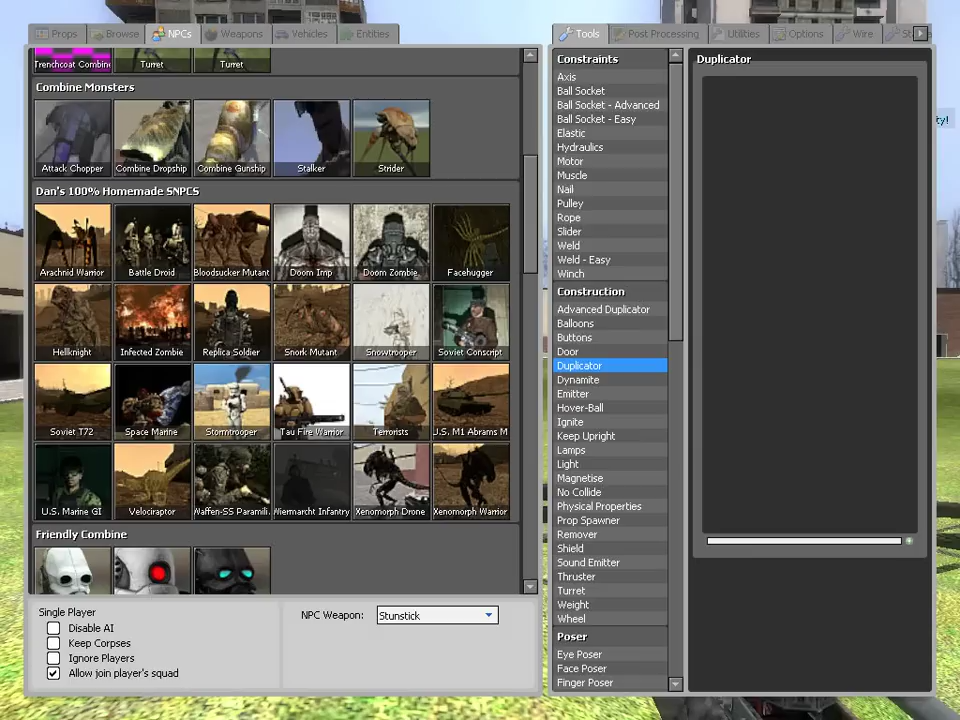 Props
Browse
NPCs
Weapons
Vehicles
Entities
Trenchcoat Combine
Turret
Turret
Combine Monsters
Attack Chopper
Combine Dropship
Combine Gunship
Stalker
Strider
Dan's 100% Homemade SNPCS
Arachnid Warrior
Battle Droid
Bloodsucker Mutant
Doom Imp
Doom Zombie
Facehugger
Hellknight
Infected Zombie
Replica Soldier
Snork Mutant
Snowtrooper
Soviet Conscript
Soviet T72
Space Marine
Stormtrooper
Tau Fire Warrior
Terrorists
U.S. M1 Abrams M
U.S. Marine GI
Velociraptor
Waffen-SS Paramili.
Wiermarcht Infantry
Xenomorph Drone
Xenomorph Warrior
Friendly Combine
Single Player
Disable AI
Keep Corpses
Ignore Players
Allow join player's squad
NPC Weapon:
Stunstick
Tools
Post Processing
Utilities
Options
Wire
Constraints
Axis
Ball Socket
Ball Socket - Advanced
Ball Socket - Easy
Elastic
Hydraulics
Motor
Muscle
Nail
Pulley
Rope
Slider
Weld
Weld - Easy
Winch
Construction
Advanced Duplicator
Balloons
Buttons
Door
Duplicator
Dynamite
Emitter
Hover-Ball
Ignite
Keep Upright
Lamps
Light
Magnetise
No Collide
Physical Properties
Prop Spawner
Remover
Shield
Sound Emitter
Thruster
Turret
Weight
Wheel
Poser
Eye Poser
Face Poser
Finger Poser
Duplicator
ty!